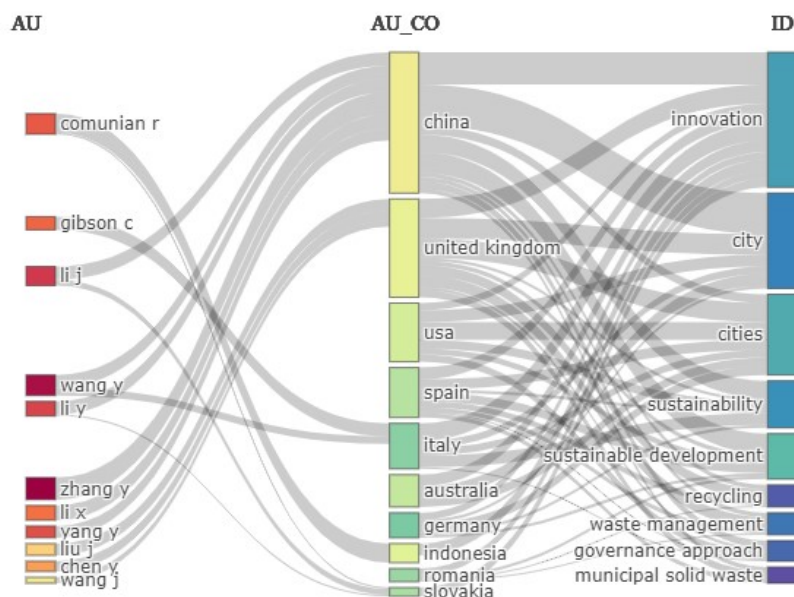 AU
AU_CO
ID
comunian r
gibson c
li j
wang y
li y
zhang y
li x
yang y
liu j
chen y
wang j
china
united kingdom
usa
spain
italy
australia
germany
indonesia
romania
slovakia
innovation
city
cities
sustainability
sustainable development
recycling
waste management
governance approach
municipal solid waste